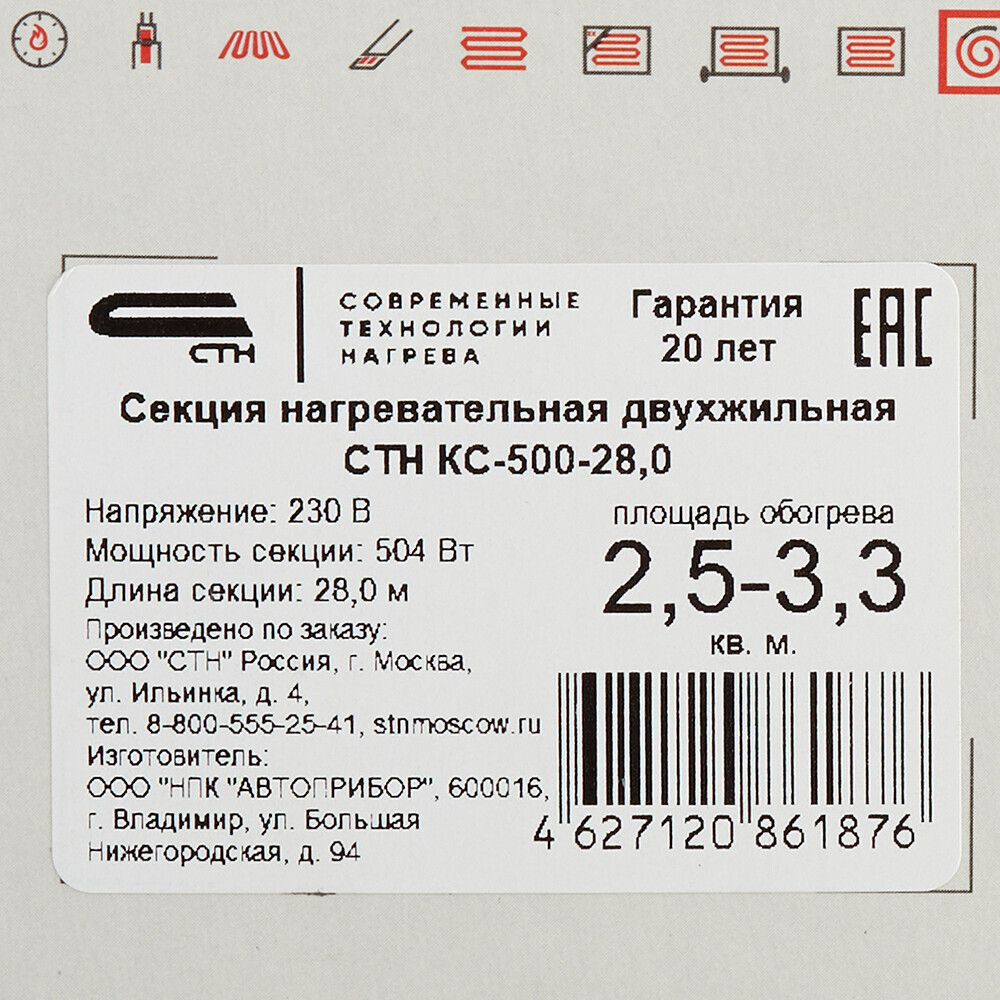 СТН
СОВРЕМЕННЫЕ
ТЕХНОЛОГИИ
НАГРЕВА
Гарантия
20 лет
EAC
Секция нагревательная двухжильная
СТН КС-500-28,0
Напряжение: 230 В
Мощность секции: 504 Вт
Длина секции: 28,0 м
Произведено по заказу:
ООО "СТН" Россия, г. Москва,
ул. Ильинка, д. 4,
тел. 8-800-555-25-41, stnmoscow.ru
Изготовитель:
ООО "НПК "АВТОПРИБОР", 600016,
г. Владимир, ул. Большая
Нижегородская, д. 94
площадь обогрева
2,5-3,3
кв. м.
4 627120 861876